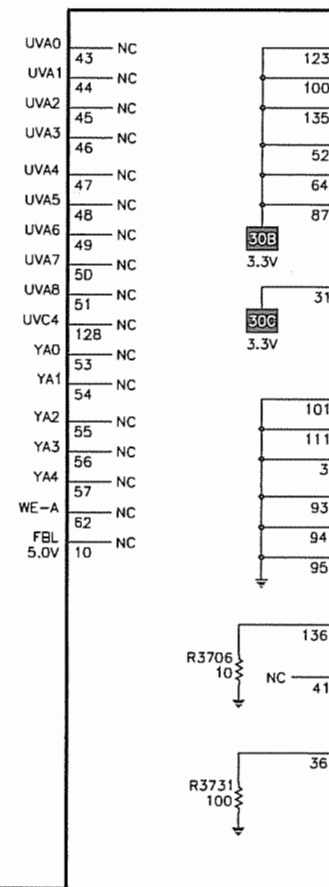 UVA0 43 NC
UVA1 44 NC
UVA2 45 NC
UVA3 46 NC
UVA4 47 NC
UVA5 48 NC
UVA6 49 NC
UVA7 50 NC
UVA8 51 NC
UVC4 128 NC
YA0 53 NC
YA1 54 NC
YA2 55 NC
YA3 56 NC
YA4 57 NC
WE-A 62 NC
FBL
5.0V 10 NC
123
100
135
52
64
87
30B
3.3V
31
30C
3.3V
101
111
3
93
94
95
136
R3706
10
NC
41
36
R3731
100